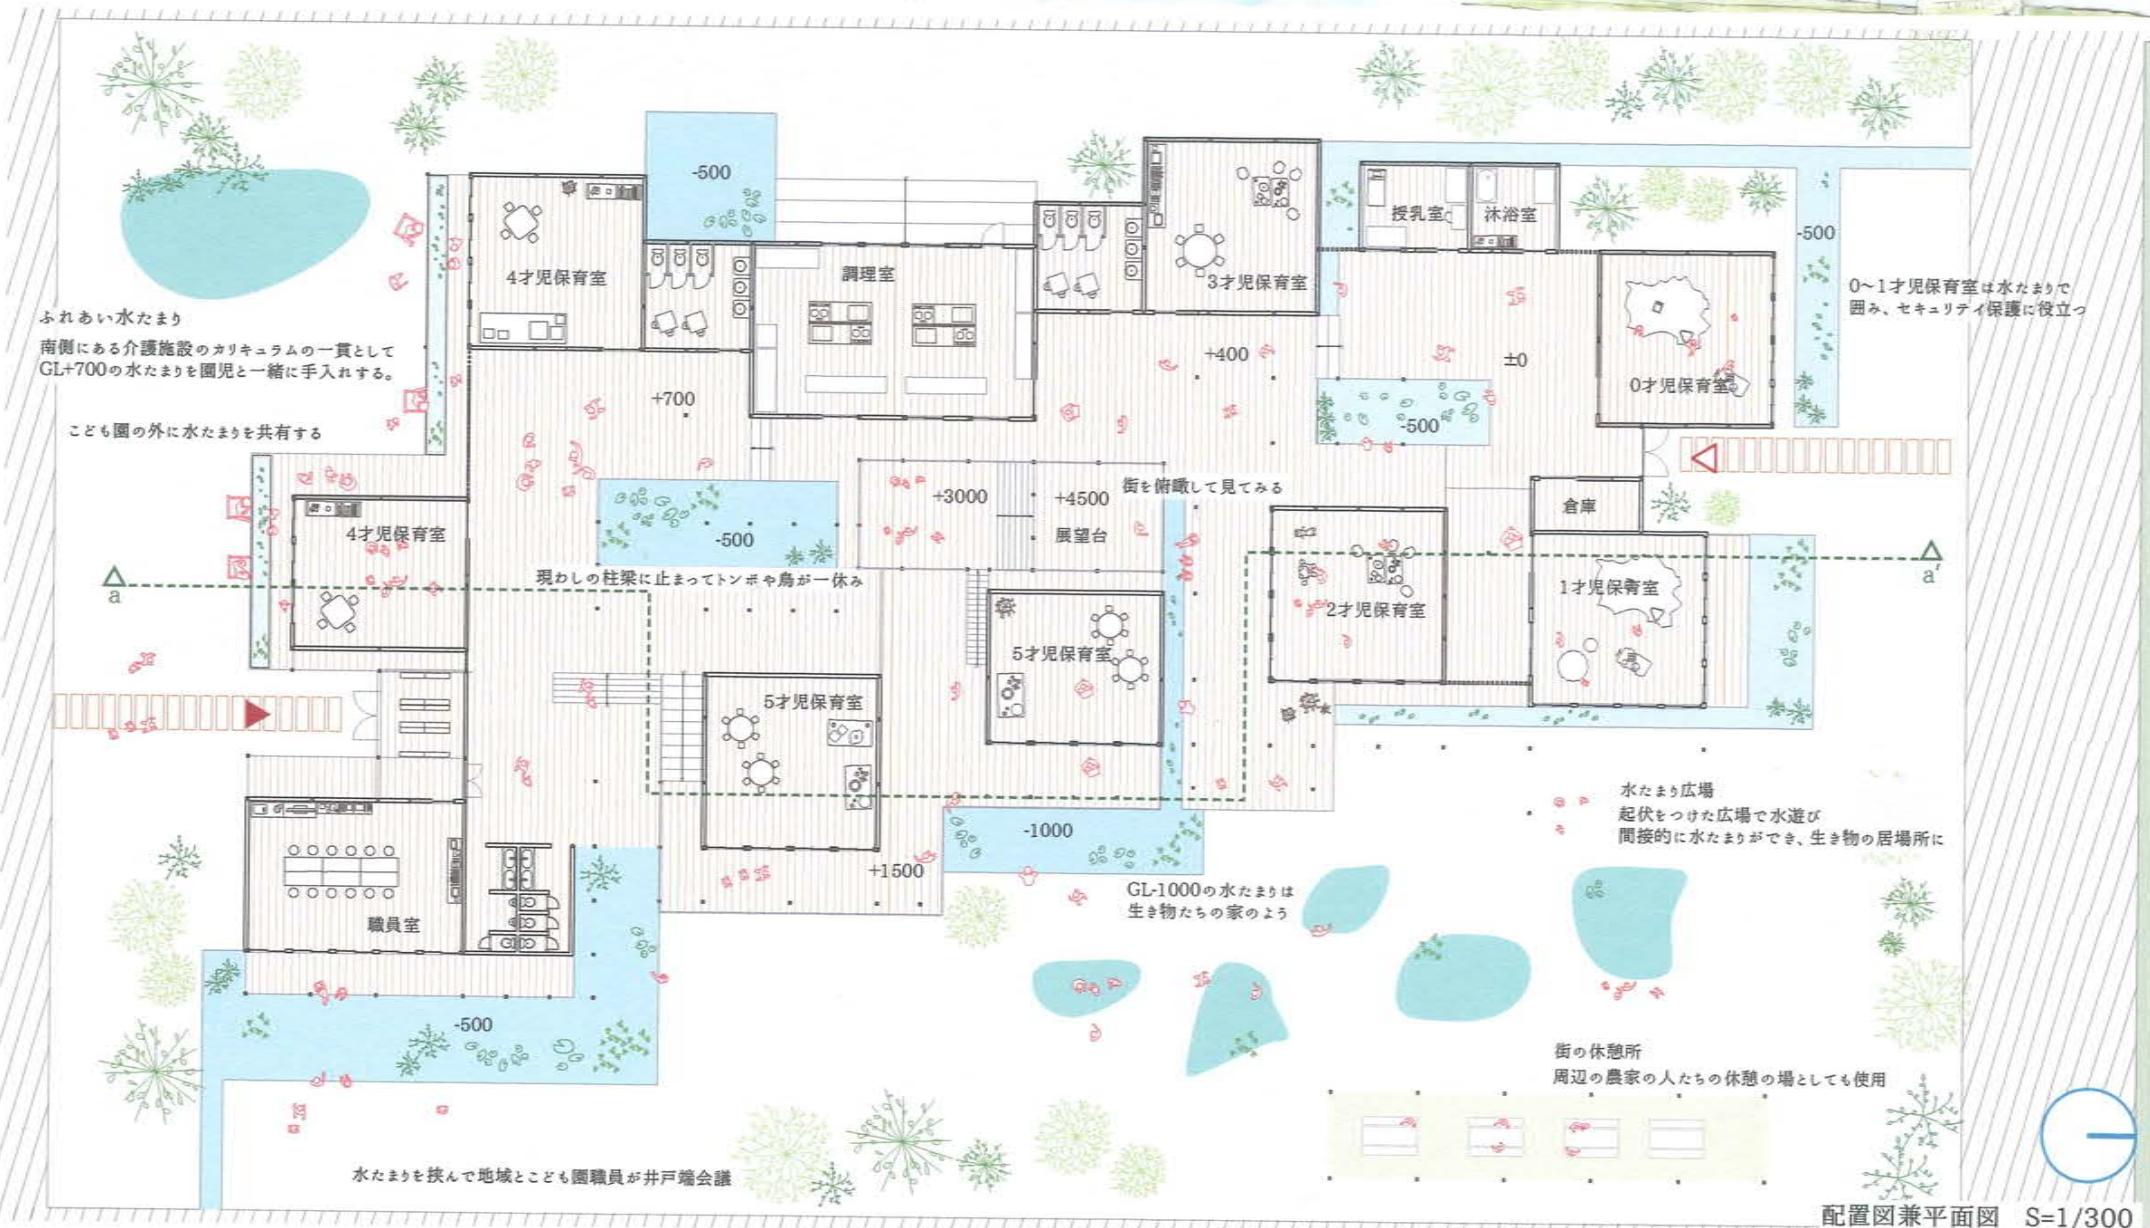 -500
授乳室
沐浴室
4才児保育室
調理室
3才児保育室
-500
0~1才児保育室は水たまりで
囲み、セキュリティ保護に役立つ
ふれあい水たまり
南側にある介護施設のカリキュラムの一貫として
GL+700の水たまりを園児と一緒に手入れする。
+400
±0
0才児保育室
+700
-500
こども園の外に水たまりを共有する
+3000
+4500
展望台
街を俯瞰して見てみる
倉庫
4才児保育室
-500
現わしの柱梁に止まってトンボや鳥が一休み
a
a'
1才児保育室
2才児保育室
5才児保育室
5才児保育室
水たまり広場
起伏をつけた広場で水遊び
間接的に水たまりができ、生き物の居場所に
-1000
+1500
GL-1000の水たまりは
生き物たちの家のよう
職員室
-500
街の休憩所
周辺の農家の人たちの休憩の場としても使用
水たまりを挟んで地域とこども園職員が井戸端会議
配置図兼平面図 S=1/300